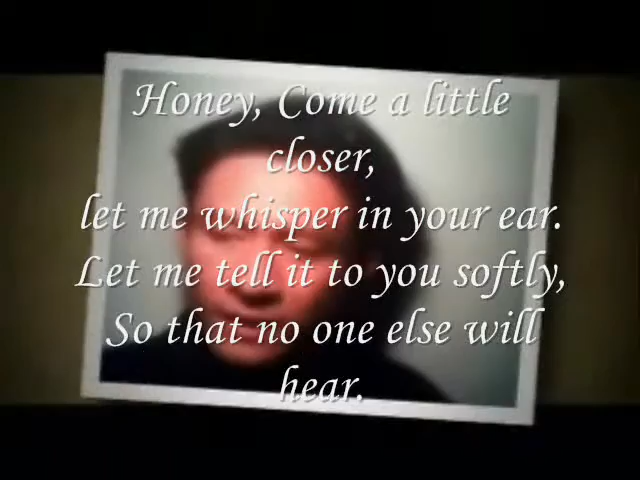 Honey, Come a little
closer,
let me whisper in your ear.
Let me tell it to you softly,
So that no one else will
hear.